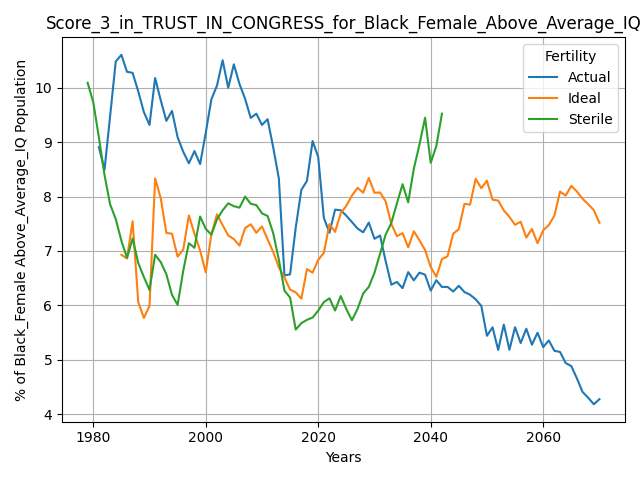 Score_3_in_TRUST_IN_CONGRESS_for_Black_Female_Above_Average_IQ
% of Black_Female Above_Average_IQ Population
10
9
8
7
6
5
4
1980 2000 2020 2040 2060
Years
Fertility
Actual
Ideal
Sterile